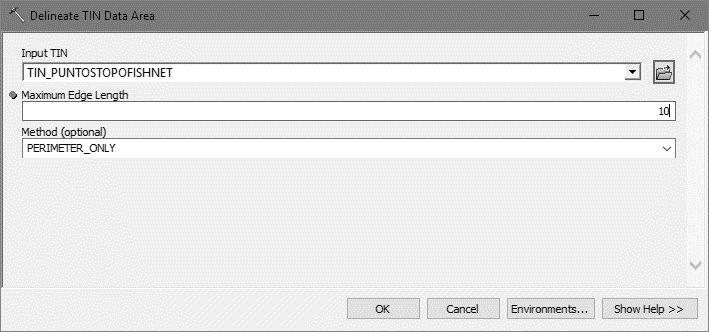 Delineate TIN Data Area
Input TIN
TIN_PUNTOSTOPOFISHNET
Maximum Edge Length
10
Method (optional)
PERIMETER_ONLY
OK Cancel Environments... Show Help >>